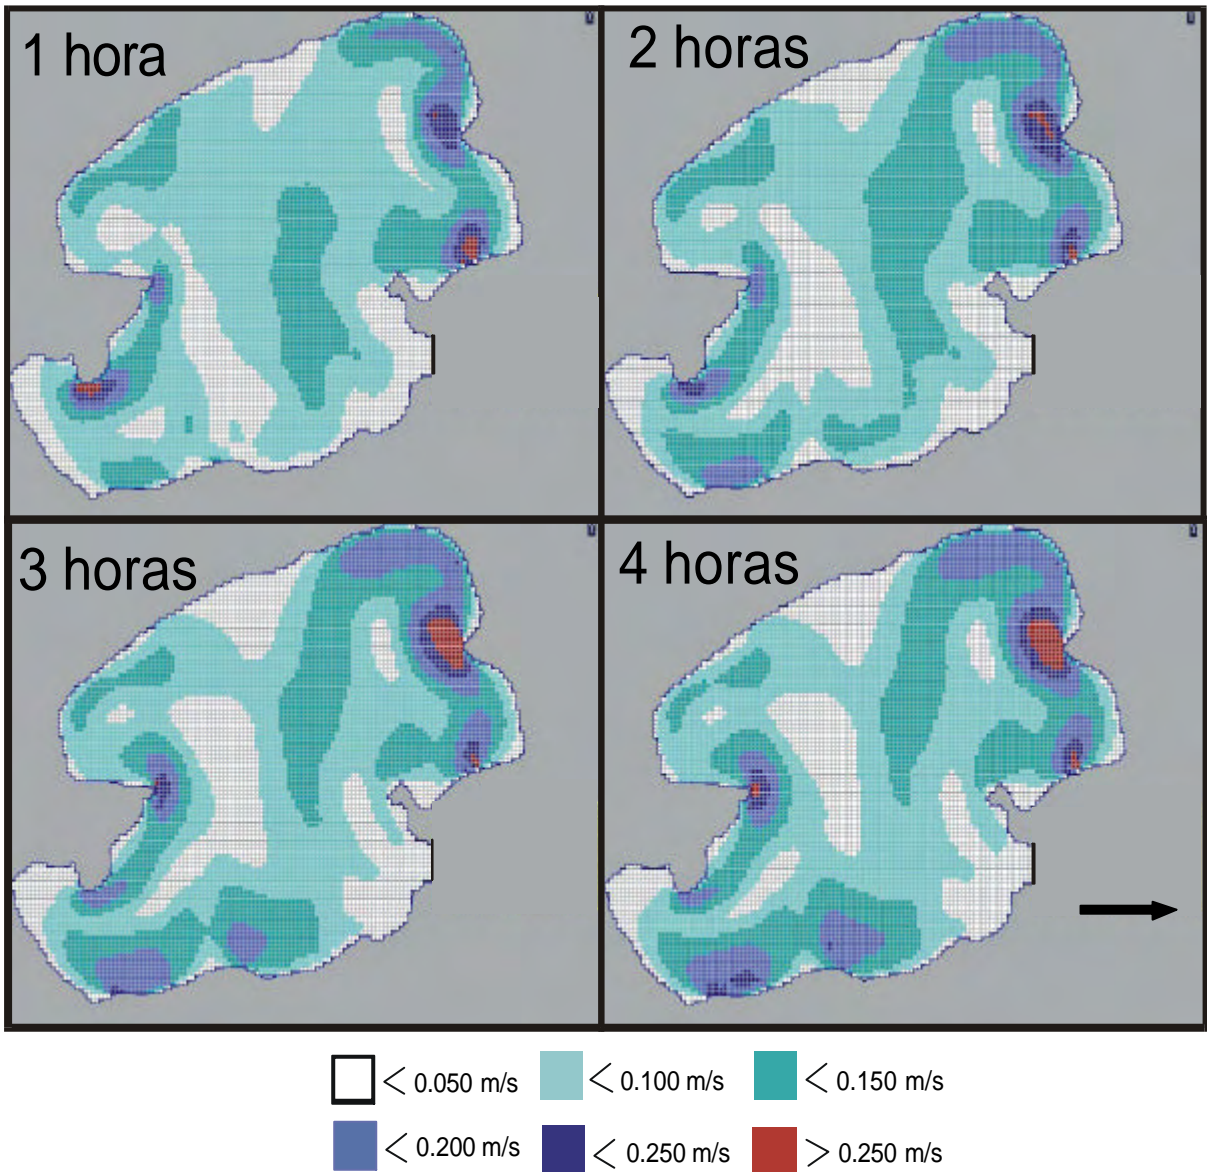 1 hora
2 horas
3 horas
4 horas
< 0.050 m/s < 0.100 m/s < 0.150 m/s
< 0.200 m/s < 0.250 m/s > 0.250 m/s